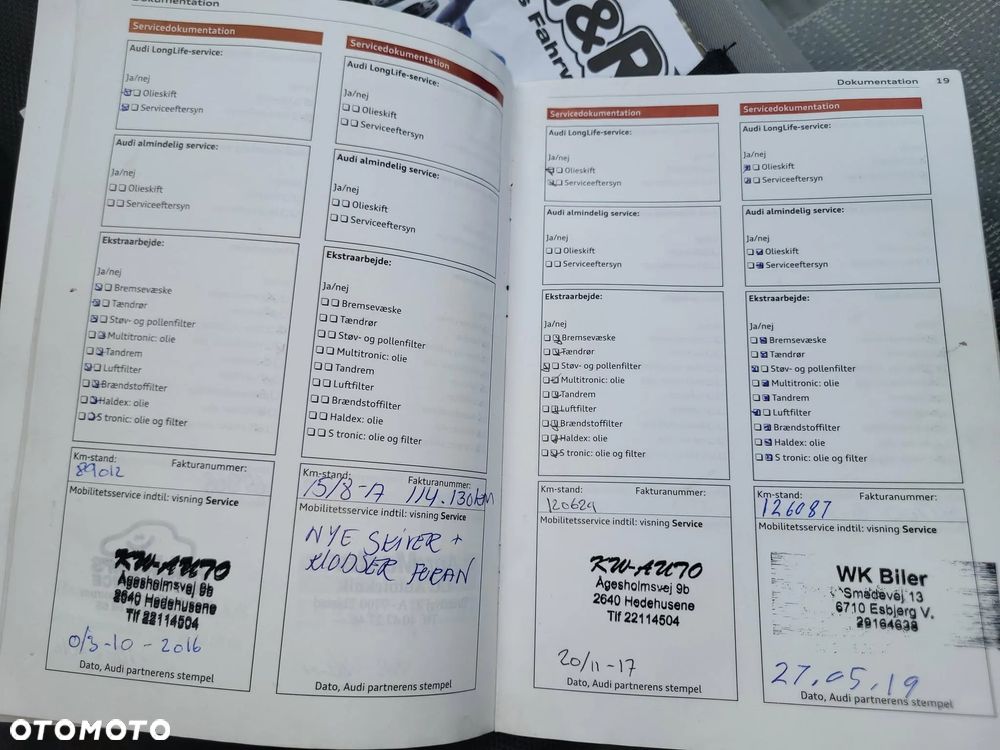 Dokumentation
Servicedokumentation
Audi LongLife-service:
Ja/nej
Olieskift
Serviceeftersyn
Audi almindelig service:
Ja/nej
Olieskift
Serviceeftersyn
Ekstraarbejde:
Ja/nej
Bremsevæske
Tændrør
Støv- og pollenfilter
Multitronic: olie
Tandrem
Luftfilter
Brændstoffilter
Haldex: olie
S tronic: olie og filter
Km-stand: Fakturanummer:
89012
Mobilitetsservice indtil: visning Service
KW-AUTO
Agesholmsvej 9b
2640 Hedehusene
Tlf 22114504
0/3-10-2016
Dato, Audi partnerens stempel
Servicedokumentation
Audi LongLife-service:
Ja/nej
Olieskift
Serviceeftersyn
Audi almindelig service:
Ja/nej
Olieskift
Serviceeftersyn
Ekstraarbejde:
Ja/nej
Bremsevæske
Tændrør
Støv- og pollenfilter
Multitronic: olie
Tandrem
Luftfilter
Brændstoffilter
Haldex: olie
S tronic: olie og filter
Km-stand: Fakturanummer:
15/8-17 114.130km
Mobilitetsservice indtil: visning Service
NYE SKIVER +
KLODSER FORAN
Dato, Audi partnerens stempel
&R
s Fahrv
Dokumentation 19
Servicedokumentation
Audi LongLife-service:
Ja/nej
Olieskift
Serviceeftersyn
Audi almindelig service:
Ja/nej
Olieskift
Serviceeftersyn
Ekstraarbejde:
Ja/nej
Bremsevæske
Tændrør
Støv- og pollenfilter
Multitronic: olie
Tandrem
Luftfilter
Brændstoffilter
Haldex: olie
S tronic: olie og filter
Km-stand: Fakturanummer:
120629
Mobilitetsservice indtil: visning Service
KW-AUTO
Agesholmsvej 9b
2640 Hedehusene
Tlf 22114504
20/11-17
Dato, Audi partnerens stempel
Servicedokumentation
Audi LongLife-service:
Ja/nej
Olieskift
Serviceeftersyn
Audi almindelig service:
Ja/nej
Olieskift
Serviceeftersyn
Ekstraarbejde:
Ja/nej
Bremsevæske
Tændrør
Støv- og pollenfilter
Multitronic: olie
Tandrem
Luftfilter
Brændstoffilter
Haldex: olie
S tronic: olie og filter
Km-stand: Fakturanummer:
126087
Mobilitetsservice indtil: visning Service
WK Biler
Smedevej 13
6710 Esbjerg V.
29164638
27.05.19
Dato, Audi partnerens stempel
OTOMOTO